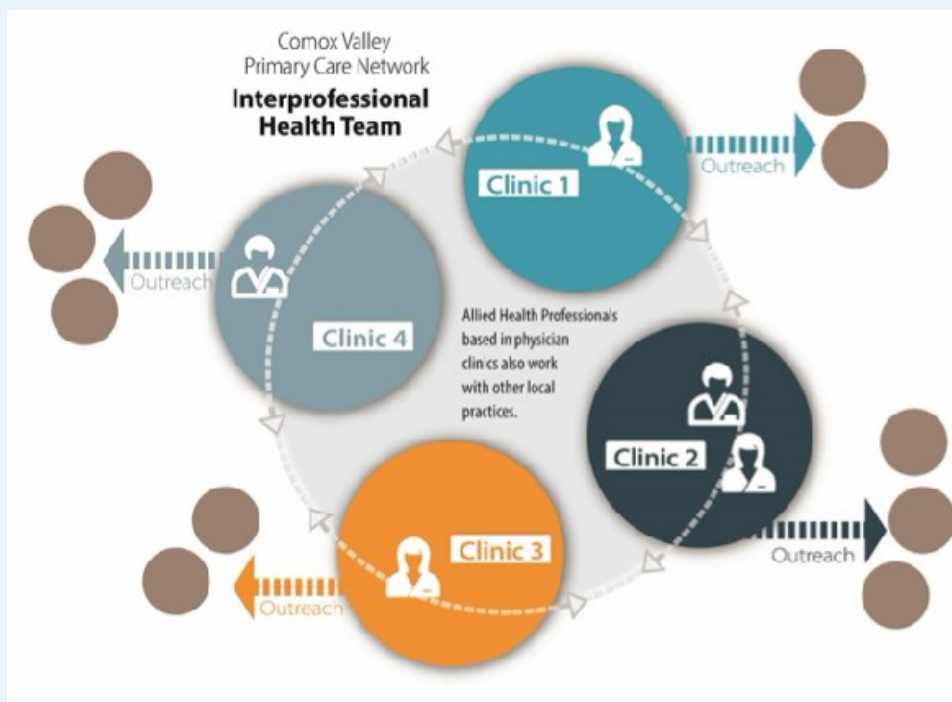 Comox Valley
Primary Care Network
Interprofessional
Health Team
Clinic 1
Outreach
Outreach
Clinic 4
Allied Health Professionals
based in physician
clinics also work
with other local
practices.
Clinic 2
Outreach
Clinic 3
Outreach